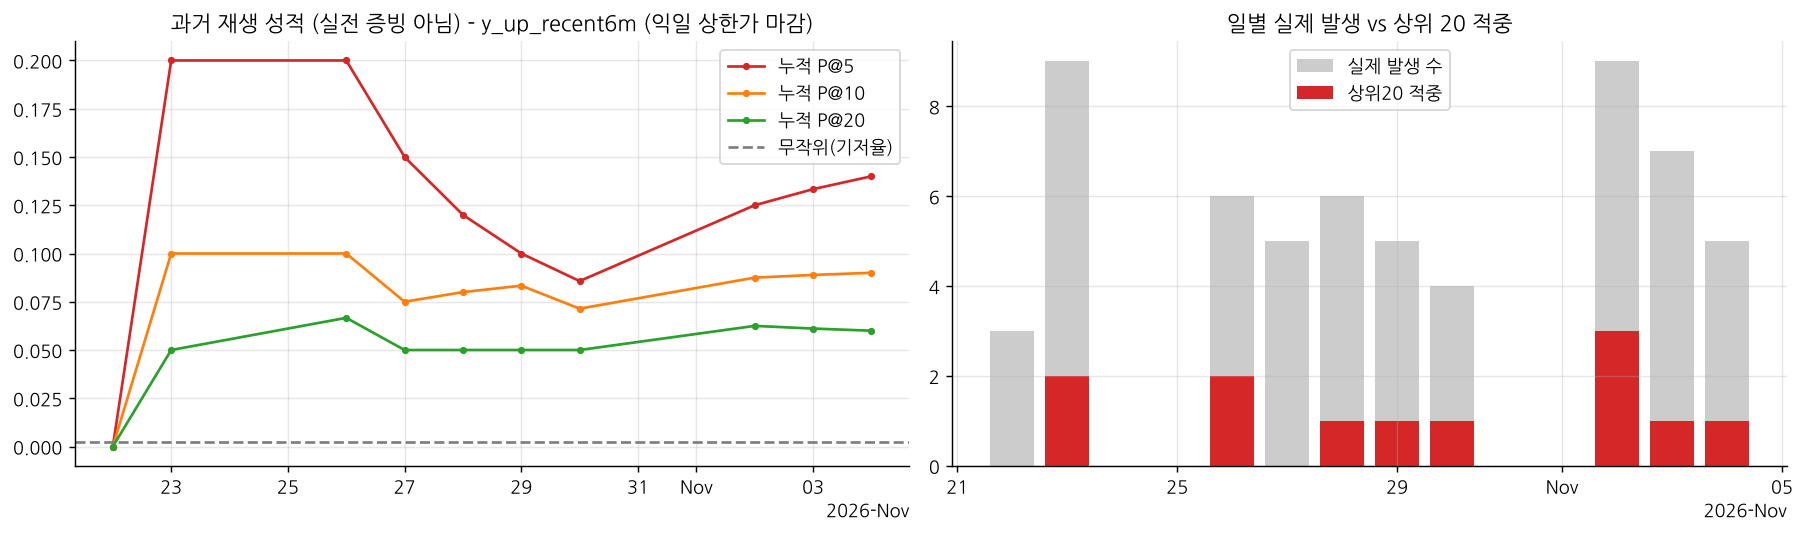 과거 재생 성적 (실전 증빙 아님) - y_up_recent6m (익일 상한가 마감)
누적 P@5
누적 P@10
누적 P@20
무작위(기저율)
0.200
0.175
0.150
0.125
0.100
0.075
0.050
0.025
0.000
23 25 27 29 31 Nov 03
2026-Nov
일별 실제 발생 vs 상위 20 적중
실제 발생 수
상위20 적중
8
6
4
2
0
21 25 29 Nov 05
2026-Nov